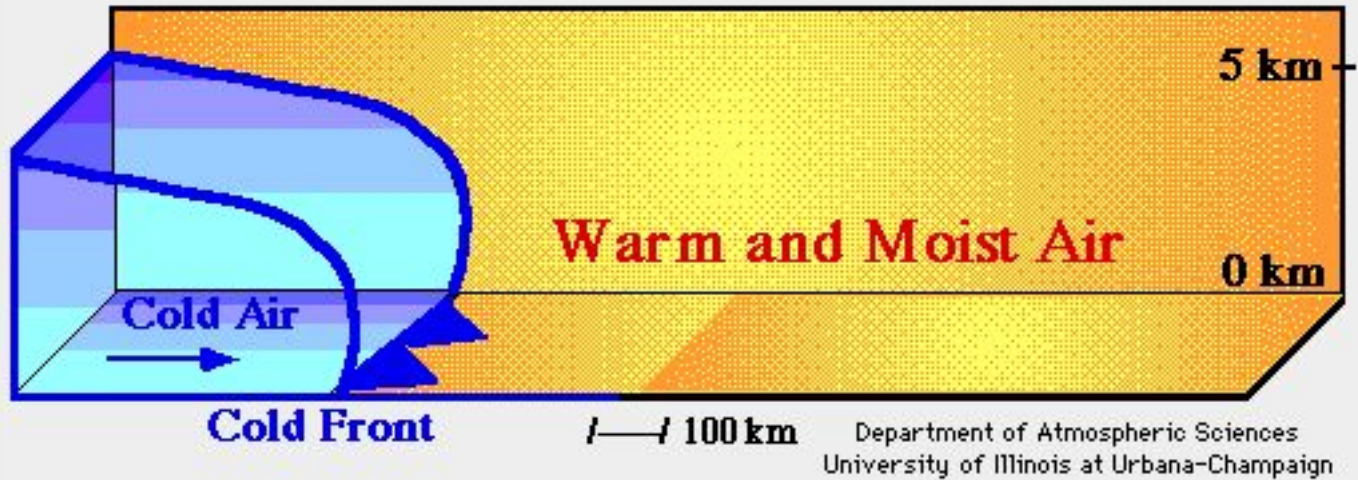 5 km
Warm and Moist Air
0 km
Cold Air
Cold Front
100 km
Department of Atmospheric Sciences
University of Illinois at Urbana-Champaign